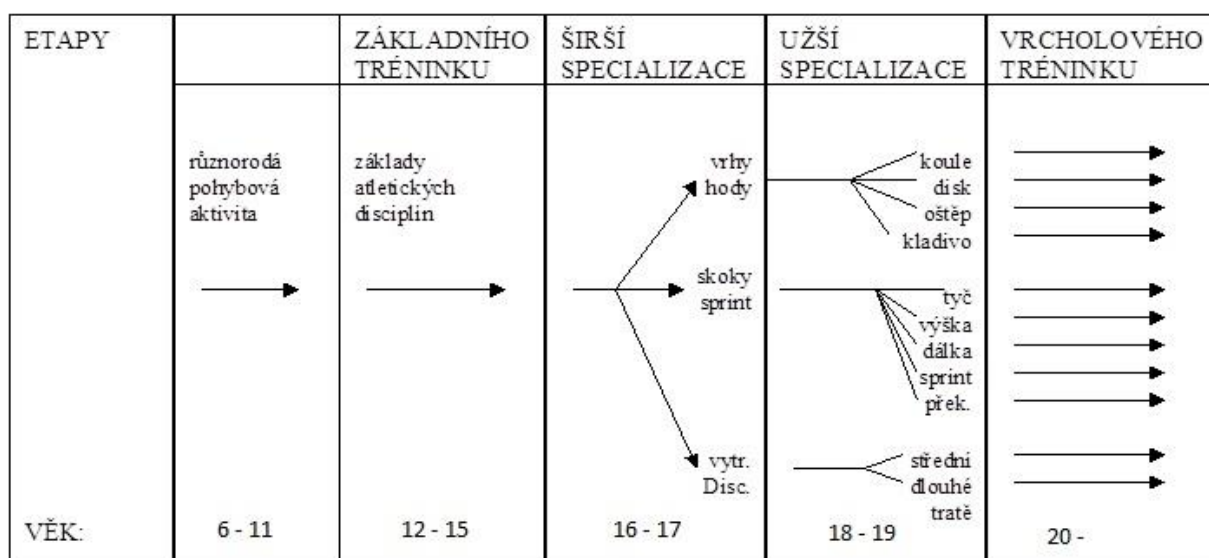 ETAPY
ZÁKLADNÍHO
TRÉNINKU
ŠIRŠÍ
SPECIALIZACE
UŽŠÍ
SPECIALIZACE
VRCHOLOVÉHO
TRÉNINKU
různorodá
pohybová
aktivita
základy
atletických
disciplin
vrhy
hody
skoky
sprint
vytr.
Disc.
koule
disk
oštěp
kladivo
tyč
výška
dálka
sprint
přek.
střední
dlouhé
tratě
VĚK:
6 - 11
12 - 15
16 - 17
18 - 19
20 -